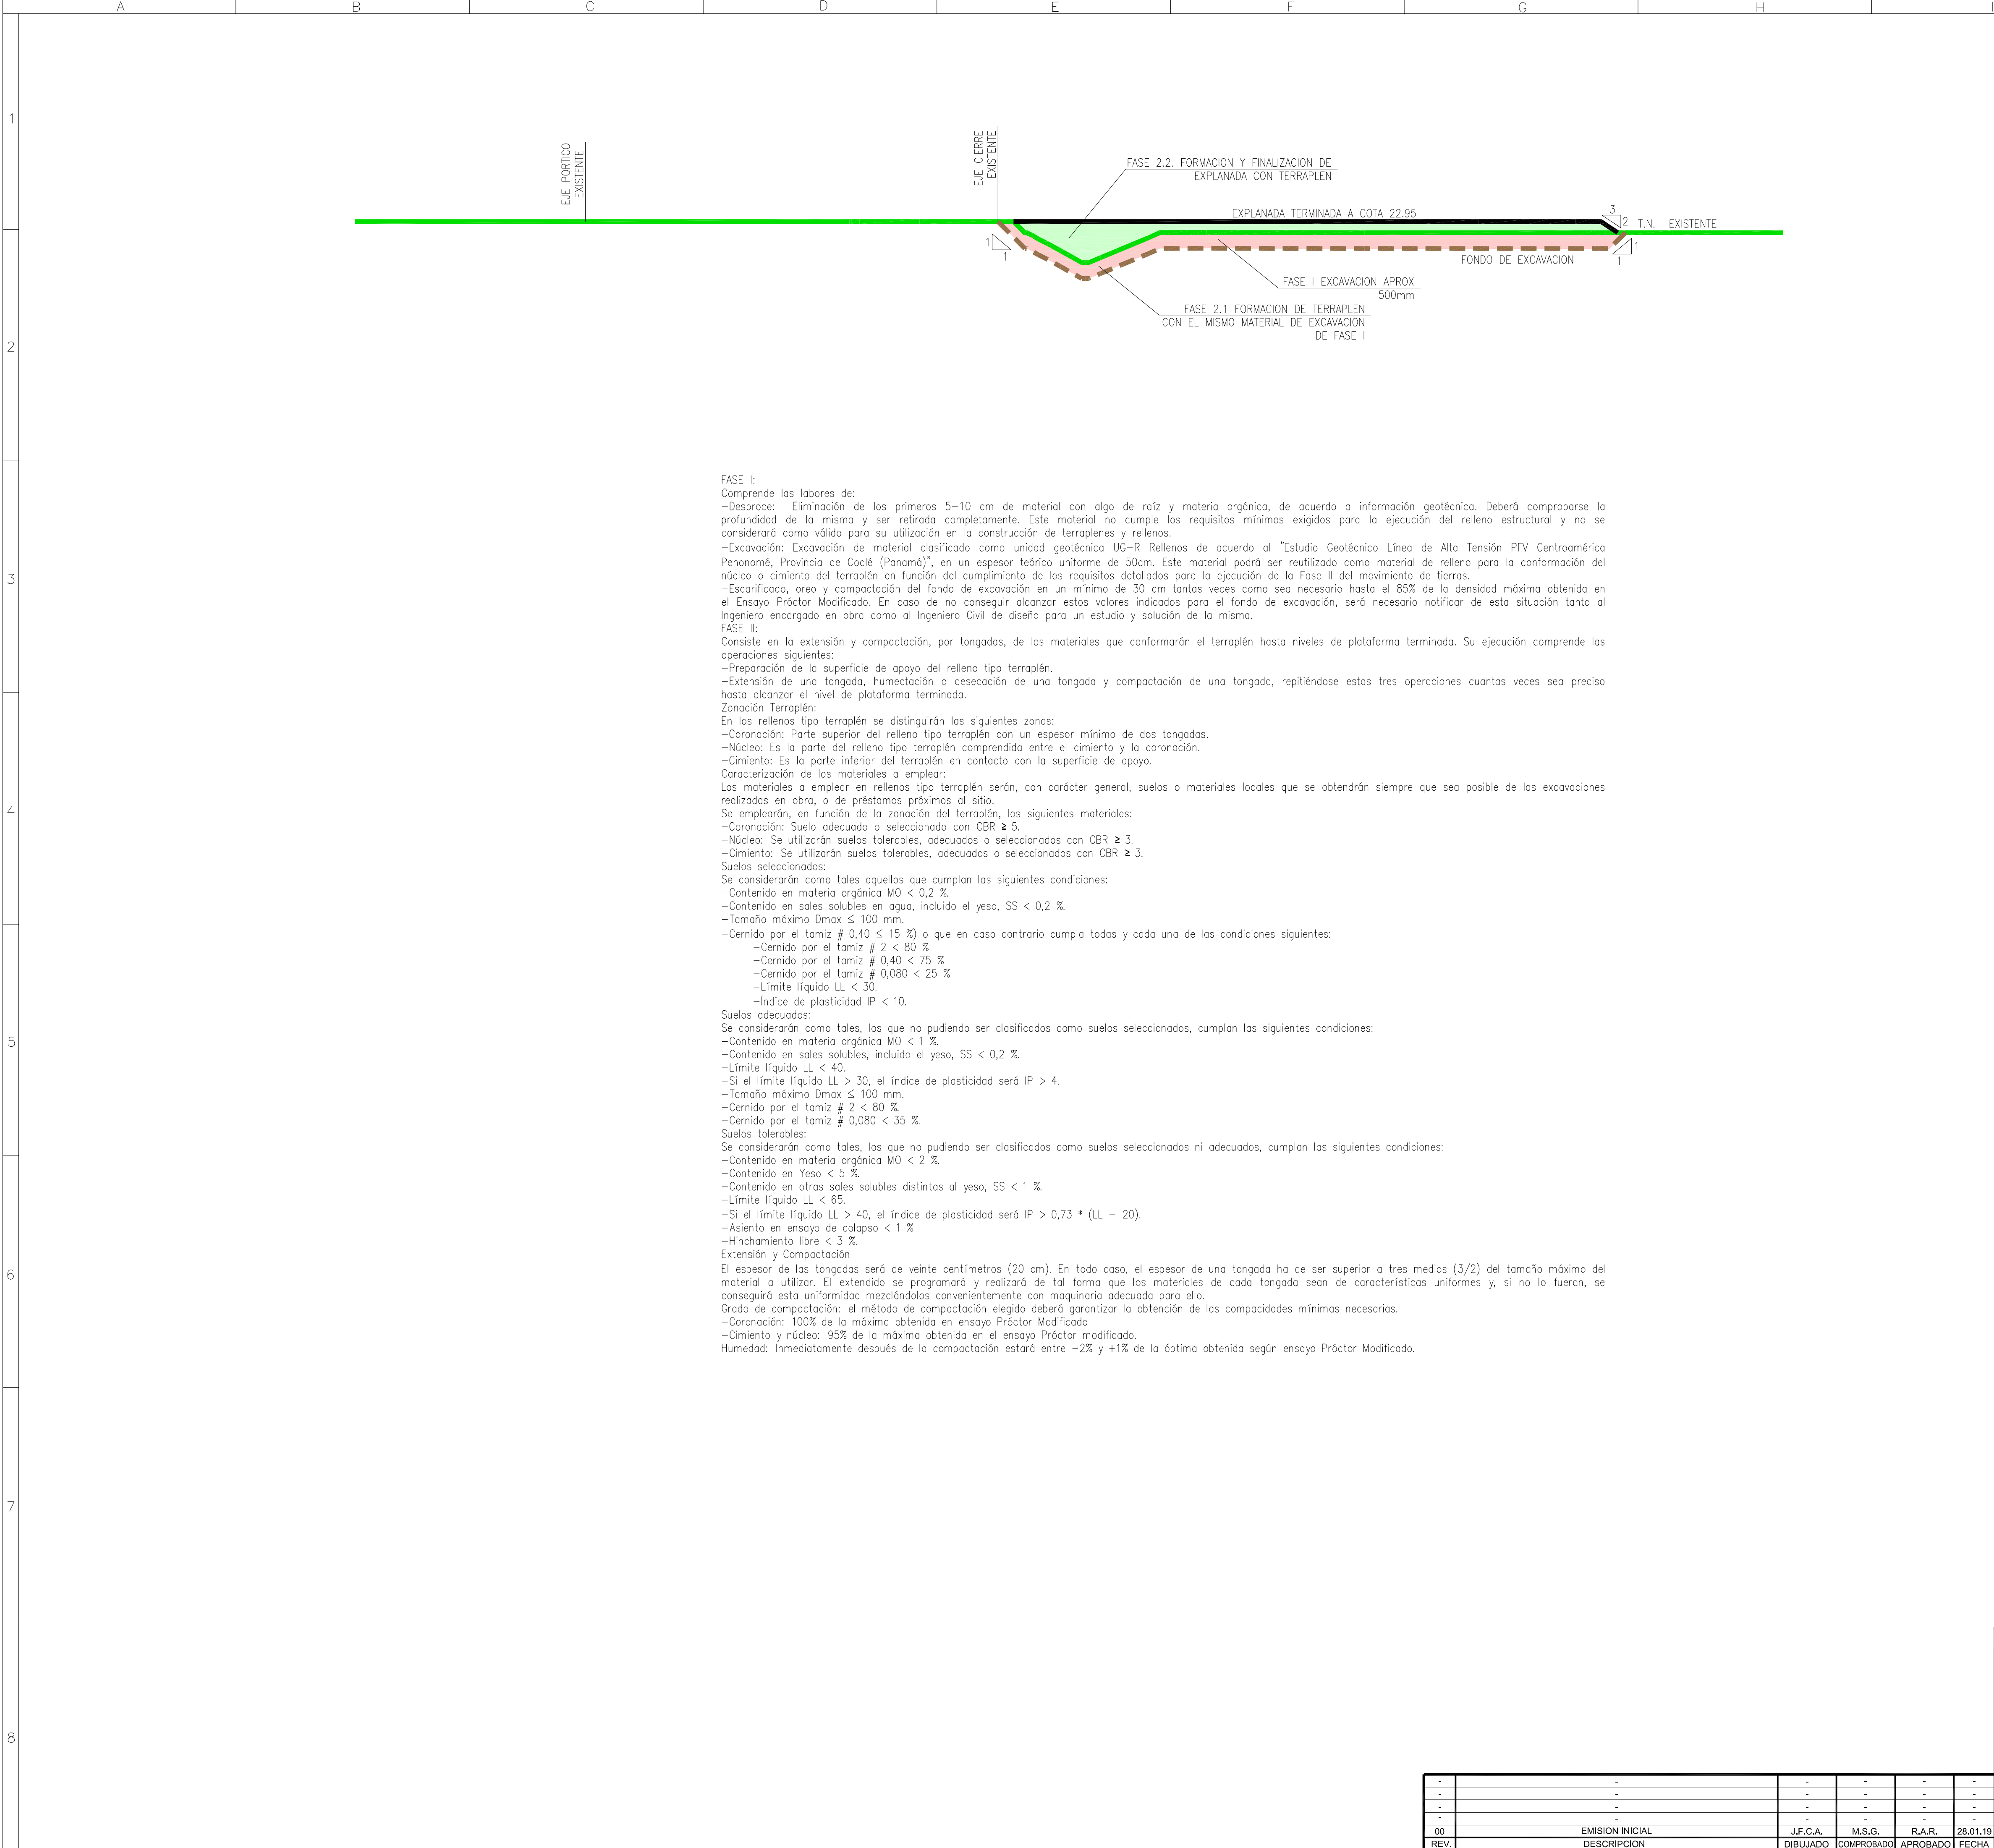 A B C D E F G H I
1
EJE PORTICO
EXISTENTE
EJE CIERRE
EXISTENTE
FASE 2.2. FORMACION Y FINALIZACION DE
EXPLANADA CON TERRAPLEN
EXPLANADA TERMINADA A COTA 22.95
3
2
T.N. EXISTENTE
1
1
1
1
FONDO DE EXCAVACION
FASE I EXCAVACION APROX
500mm
FASE 2.1 FORMACION DE TERRAPLEN
CON EL MISMO MATERIAL DE EXCAVACION
DE FASE I
2
FASE I:
Comprende las labores de:
-Desbroce: Eliminación de los primeros 5-10 cm de material con algo de raíz y materia orgánica, de acuerdo a información geotécnica. Deberá comprobarse la
profundidad de la misma y ser retirada completamente. Este material no cumple los requisitos mínimos exigidos para la ejecución del relleno estructural y no se
considerará como válido para su utilización en la construcción de terraplenes y rellenos.
-Excavación: Excavación de material clasificado como unidad geotécnica UG-R Rellenos de acuerdo al "Estudio Geotécnico Línea de Alta Tensión PFV Centroamérica
Penonomé, Provincia de Coclé (Panamá)", en un espesor teórico uniforme de 50cm. Este material podrá ser reutilizado como material de relleno para la conformación del
3
núcleo o cimiento del terraplén en función del cumplimiento de los requisitos detallados para la ejecución de la Fase II del movimiento de tierras.
-Escarificado, oreo y compactación del fondo de excavación en un mínimo de 30 cm tantas veces como sea necesario hasta el 85% de la densidad máxima obtenida en
el Ensayo Próctor Modificado. En caso de no conseguir alcanzar estos valores indicados para el fondo de excavación, será necesario notificar de esta situación tanto al
Ingeniero encargado en obra como al Ingeniero Civil de diseño para un estudio y solución de la misma.
FASE II:
Consiste en la extensión y compactación, por tongadas, de los materiales que conformarán el terraplén hasta niveles de plataforma terminada. Su ejecución comprende las
operaciones siguientes:
-Preparación de la superficie de apoyo del relleno tipo terraplén.
-Extensión de una tongada, humectación o desecación de una tongada y compactación de una tongada, repitiéndose estas tres operaciones cuantas veces sea preciso
hasta alcanzar el nivel de plataforma terminada.
Zonación Terraplén:
En los rellenos tipo terraplén se distinguirán las siguientes zonas:
-Coronación: Parte superior del relleno tipo terraplén con un espesor mínimo de dos tongadas.
-Núcleo: Es la parte del relleno tipo terraplén comprendida entre el cimiento y la coronación.
-Cimiento: Es la parte inferior del terraplén en contacto con la superficie de apoyo.
Caracterización de los materiales a emplear:
Los materiales a emplear en rellenos tipo terraplén serán, con carácter general, suelos o materiales locales que se obtendrán siempre que sea posible de las excavaciones
realizadas en obra, o de préstamos próximos al sitio.
4
Se emplearán, en función de la zonación del terraplén, los siguientes materiales:
-Coronación: Suelo adecuado o seleccionado con CBR ≥ 5.
-Núcleo: Se utilizarán suelos tolerables, adecuados o seleccionados con CBR ≥ 3.
-Cimiento: Se utilizarán suelos tolerables, adecuados o seleccionados con CBR ≥ 3.
Suelos seleccionados:
Se considerarán como tales aquellos que cumplan las siguientes condiciones:
-Contenido en materia orgánica MO < 0,2 %.
-Contenido en sales solubles en agua, incluido el yeso, SS < 0,2 %.
-Tamaño máximo Dmax ≤ 100 mm.
-Cernido por el tamiz # 0,40 ≤ 15 %) o que en caso contrario cumpla todas y cada una de las condiciones siguientes:
-Cernido por el tamiz # 2 < 80 %
-Cernido por el tamiz # 0,40 < 75 %
-Cernido por el tamiz # 0,080 < 25 %
-Límite líquido LL < 30.
-Índice de plasticidad IP < 10.
Suelos adecuados:
Se considerarán como tales, los que no pudiendo ser clasificados como suelos seleccionados, cumplan las siguientes condiciones:
5
-Contenido en materia orgánica MO < 1 %.
-Contenido en sales solubles, incluido el yeso, SS < 0,2 %.
-Límite líquido LL < 40.
-Si el límite líquido LL > 30, el índice de plasticidad será IP > 4.
-Tamaño máximo Dmax ≤ 100 mm.
-Cernido por el tamiz # 2 < 80 %.
-Cernido por el tamiz # 0,080 < 35 %.
Suelos tolerables:
Se considerarán como tales, los que no pudiendo ser clasificados como suelos seleccionados ni adecuados, cumplan las siguientes condiciones:
-Contenido en materia orgánica MO < 2 %.
-Contenido en Yeso < 5 %.
-Contenido en otras sales solubles distintas al yeso, SS < 1 %.
-Límite líquido LL < 65.
-Si el límite líquido LL > 40, el índice de plasticidad será IP > 0,73 * (LL - 20).
-Asiento en ensayo de colapso < 1 %
-Hinchamiento libre < 3 %.
Extensión y Compactación
El espesor de las tongadas será de veinte centímetros (20 cm). En todo caso, el espesor de una tongada ha de ser superior a tres medios (3/2) del tamaño máximo del
6
material a utilizar. El extendido se programará y realizará de tal forma que los materiales de cada tongada sean de características uniformes y, si no lo fueran, se
conseguirá esta uniformidad mezclándolos convenientemente con maquinaria adecuada para ello.
Grado de compactación: el método de compactación elegido deberá garantizar la obtención de las compacidades mínimas necesarias.
-Coronación: 100% de la máxima obtenida en ensayo Próctor Modificado
-Cimiento y núcleo: 95% de la máxima obtenida en el ensayo Próctor modificado.
Humedad: Inmediatamente después de la compactación estará entre -2% y +1% de la óptima obtenida según ensayo Próctor Modificado.
7
8
- - - - - -
- - - - - -
- - - - - -
- - - - - -
00 EMISION INICIAL J.F.C.A. M.S.G. R.A.R. 28.01.19
REV. DESCRIPCION DIBUJADO COMPROBADO APROBADO FECHA